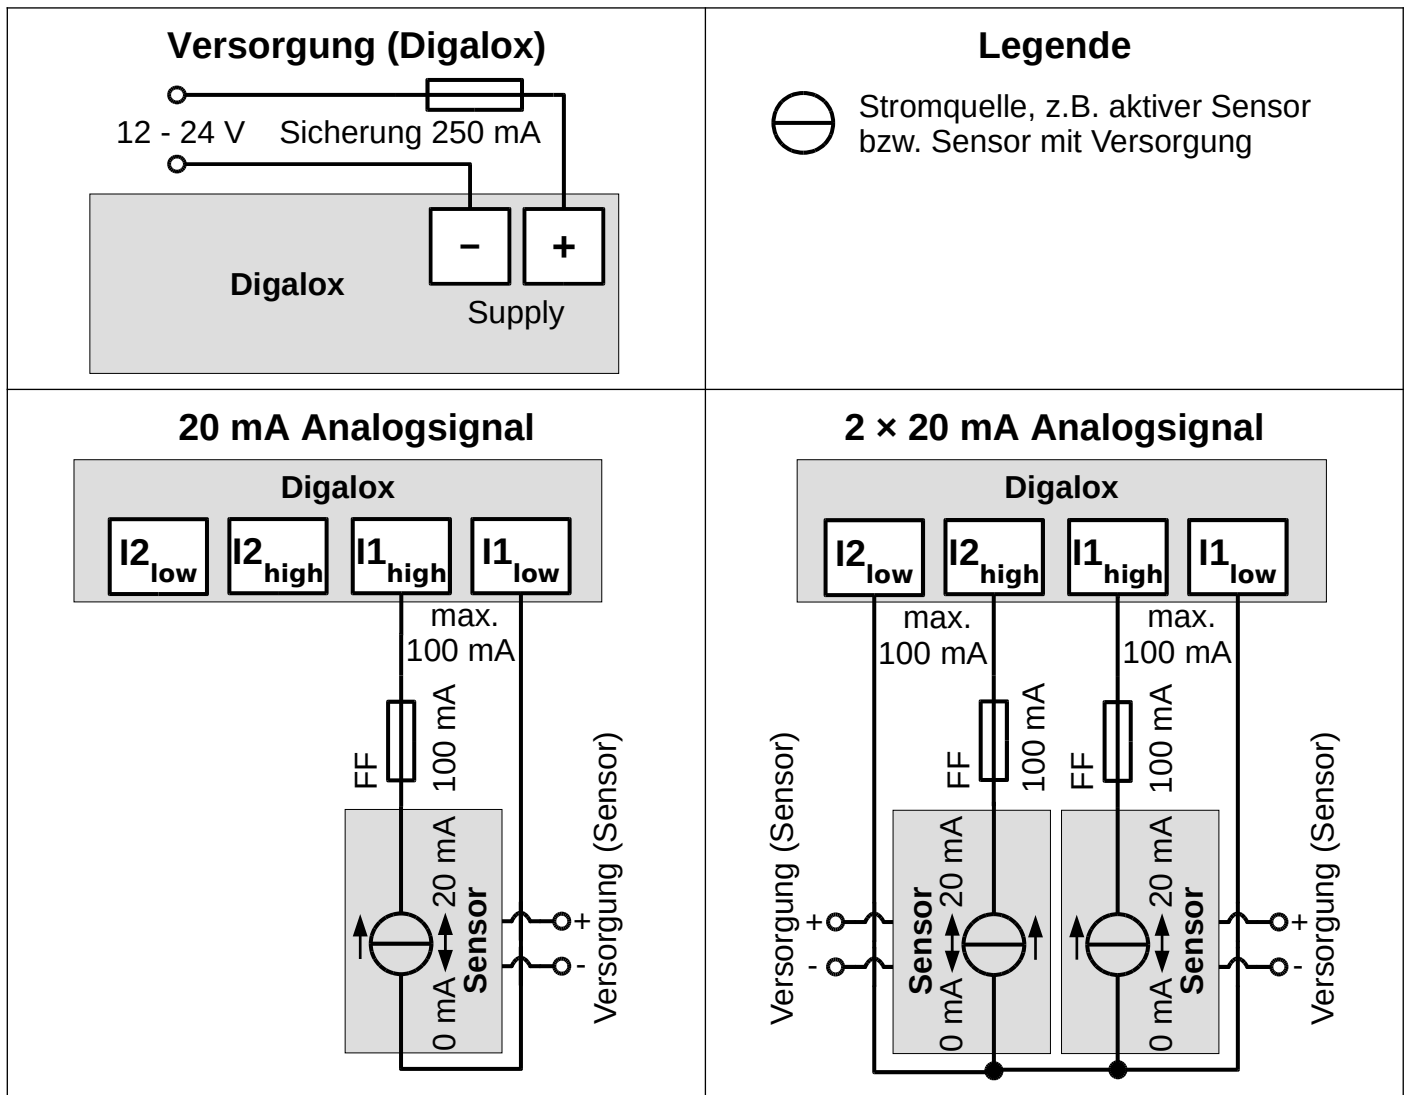 Versorgung (Digalox)
12 - 24 V
Sicherung 250 mA
−
+
Digalox
Supply
Legende
Stromquelle, z.B. aktiver Sensor
bzw. Sensor mit Versorgung
20 mA Analogsignal
Digalox
I2low
I2high
I1high
I1low
max.
100 mA
FF
100 mA
0 mA
20 mA
Sensor
+
-
Versorgung (Sensor)
2 × 20 mA Analogsignal
Digalox
I2low
I2high
I1high
I1low
max.
100 mA
max.
100 mA
Versorgung (Sensor)
+
-
FF
100 mA
Sensor
0 mA
20 mA
FF
100 mA
0 mA
20 mA
Sensor
+
-
Versorgung (Sensor)